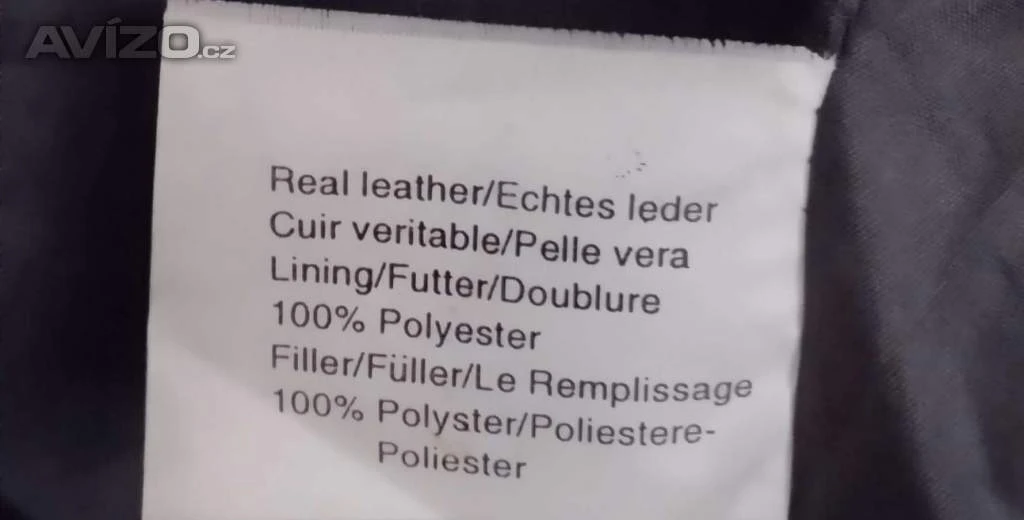 AVÍZO.cz
Real leather/Echtes leder
Cuir veritable/Pelle vera
Lining/Futter/Doublure
100% Polyester
Filler/Füller/Le Remplissage
100% Polyster/Poliestere-
Poliester